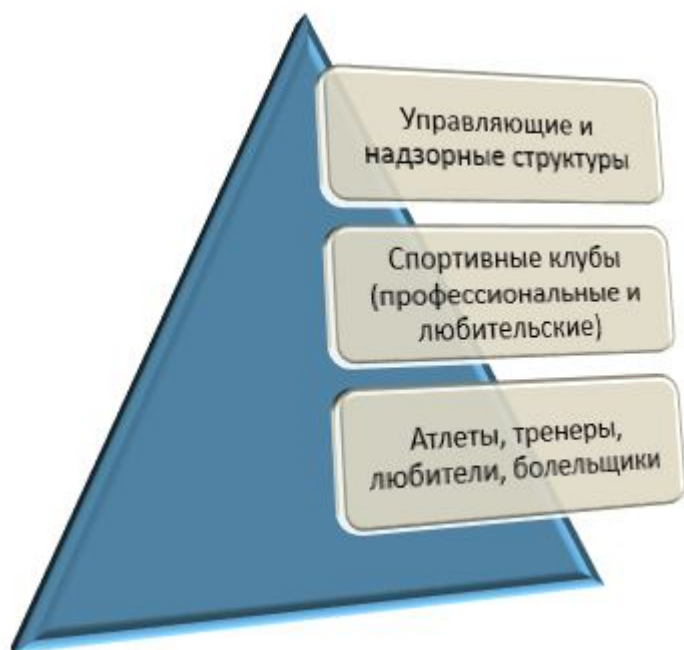 Управляющие и
надзорные структуры
Спортивные клубы
(профессиональные и
любительские)
Атлеты, тренеры,
любители, болельщики